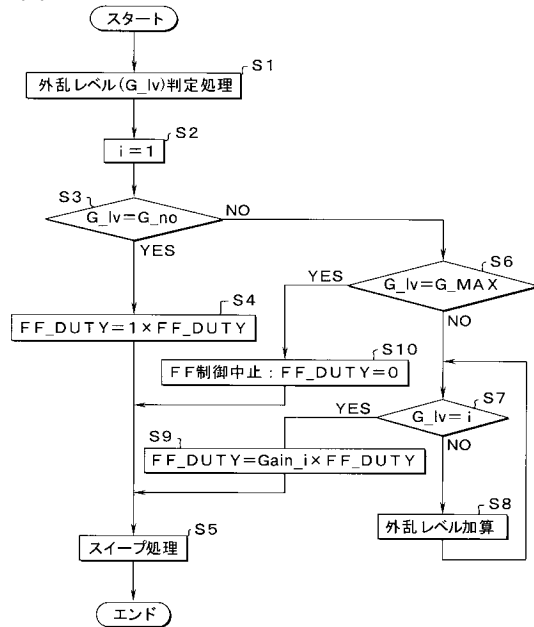 スタート
S1
外乱レベル(G_lv)判定処理
S2
i=1
S3
G_lv=G_no
NO
YES
S6
G_lv=G_MAX
YES
NO
S4
FF_DUTY=1×FF_DUTY
S10
FF制御中止:FF_DUTY=0
S7
G_lv=i
YES
NO
S9
FF_DUTY=Gain_i×FF_DUTY
S8
外乱レベル加算
S5
スイープ処理
エンド